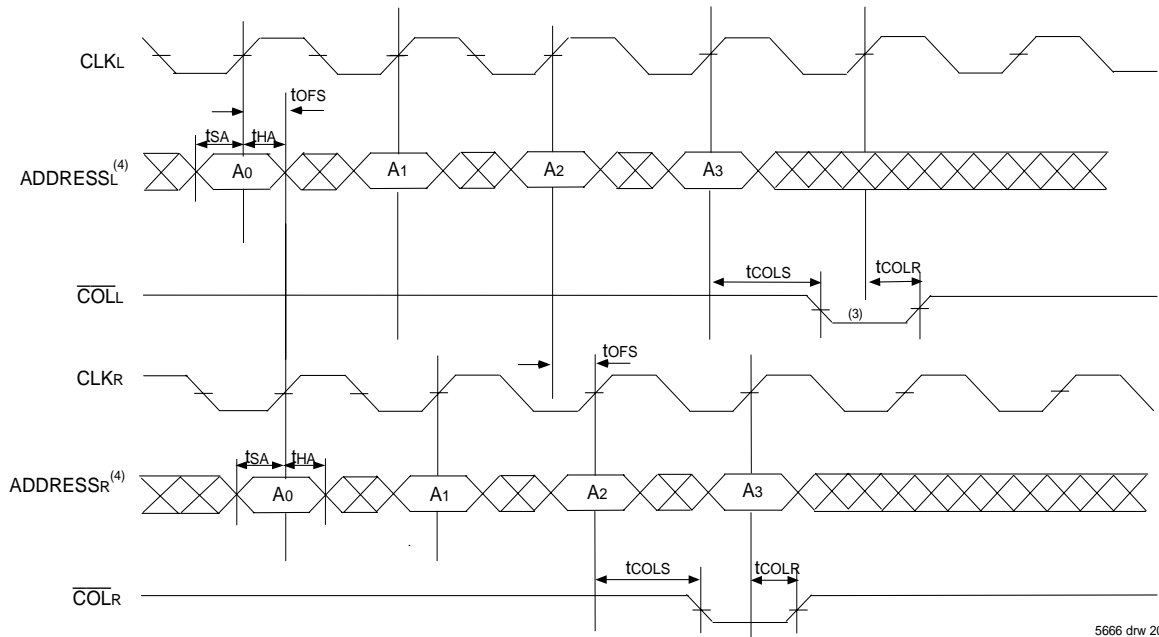 CLKL
tOFS
tSA tHA
ADDRESSL(4) A0 A1 A2 A3
tCOLS tCOLR
COLL (3)
tOFS
CLKR
tSA tHA
ADDRESSR(4) A0 A1 A2 A3
tCOLS tCOLR
COLR
5666 drw 20